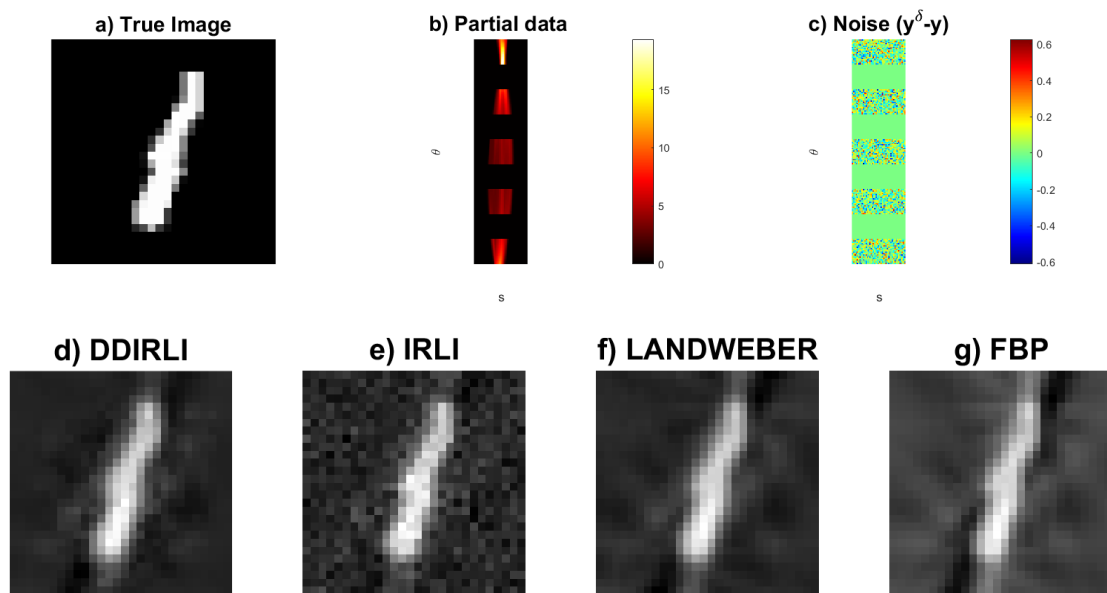 a) True Image
b) Partial data
c) Noise (y^δ-y)
θ
s
15
10
5
0
θ
s
0.6
0.4
0.2
0
-0.2
-0.4
-0.6
d) DDIRLI
e) IRLI
f) LANDWEBER
g) FBP